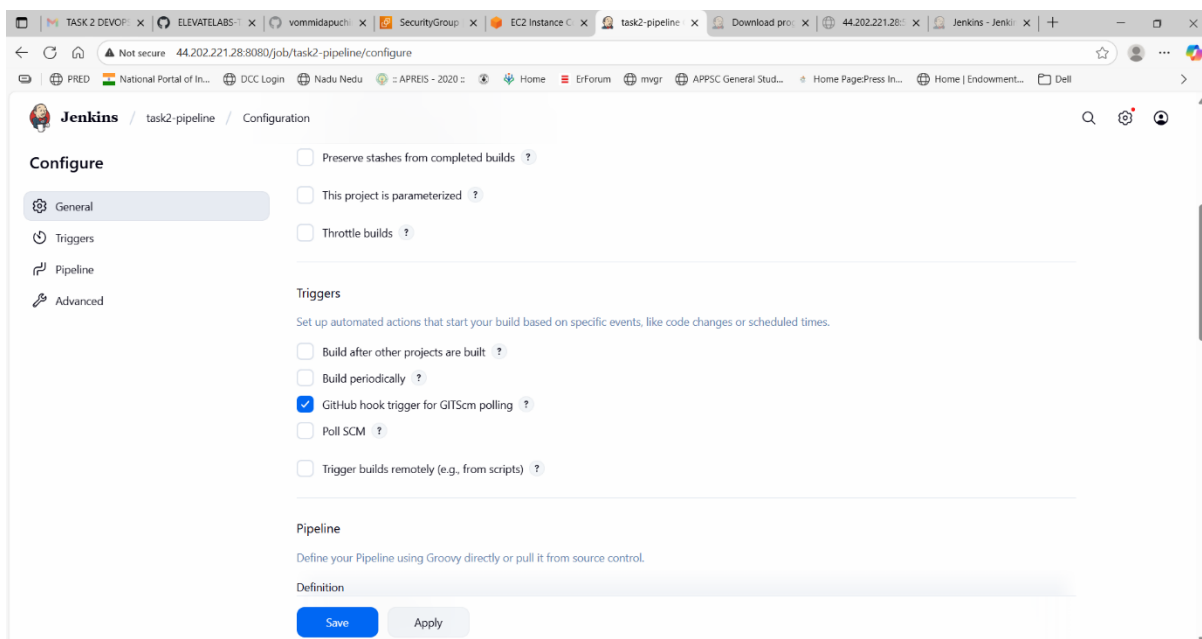 TASK 2 DEVOP
ELEVATELABS-T
vommidapuchi
SecurityGroup
EC2 Instance C
task2-pipeline
Download pro
44.202.221.28:
Jenkins - Jenki
Not secure 44.202.221.28:8080/job/task2-pipeline/configure
PRED
National Portal of In...
DCC Login
Nadu Nedu
:: APREIS - 2020 ::
Home
ErForum
mvgr
APPSC General Stud...
Home Page:Press In...
Home | Endowment...
Dell
Jenkins / task2-pipeline / Configuration
Configure
General
Triggers
Pipeline
Advanced
Preserve stashes from completed builds ?
This project is parameterized ?
Throttle builds ?
Triggers
Set up automated actions that start your build based on specific events, like code changes or scheduled times.
Build after other projects are built ?
Build periodically ?
GitHub hook trigger for GITScm polling ?
Poll SCM ?
Trigger builds remotely (e.g., from scripts) ?
Pipeline
Define your Pipeline using Groovy directly or pull it from source control.
Definition
Save
Apply